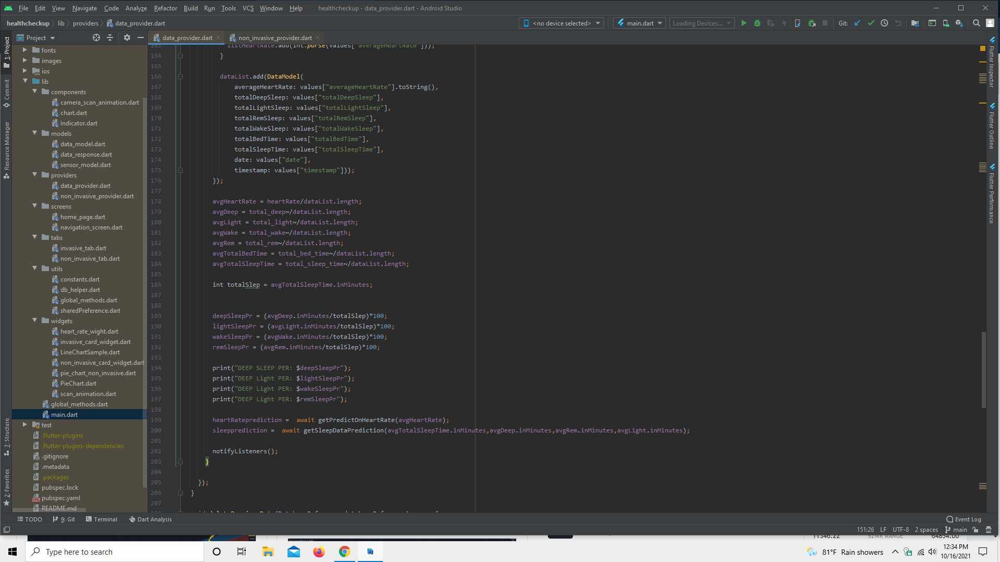 File Edit View Navigate Code Analyze Refactor Build Run Tools VCS Window Help healthcheckup - data_provider.dart - Android Studio
healthcheckup lib providers data_provider.dart <no device selected> main.dart Loading Devices... Git:
1: Project
Commit
Resource Manager
7: Structure
2: Favorites
Project
fonts
images
ios
lib
components
camera_scan_animation.dart
chart.dart
Indicator.dart
models
data_model.dart
data_response.dart
sensor_model.dart
providers
data_provider.dart
non_invasive_provider.dart
screens
home_page.dart
navigation_screen.dart
tabs
invasive_tab.dart
non_invasive_tab.dart
utils
constants.dart
db_helper.dart
global_methods.dart
sharedPreference.dart
widgets
heart_rate_wight.dart
invasive_card_widget.dart
LineChartSample.dart
non_invasive_card_widget.dart
pie_chart_non_invasive.dart
PieChart.dart
scan_animation.dart
global_methods.dart
main.dart
test
.flutter-plugins
.flutter-plugins-dependencies
.gitignore
.metadata
.packages
pubspec.lock
pubspec.yaml
README.md
data_provider.dart non_invasive_provider.dart
163 listHeartRate.add(int.parse(values["averageHeartRate"]));
164 }
165
166 dataList.add(DataModel(
167 averageHeartRate: values["averageHeartRate"].toString(),
168 totalDeepSleep: values["totalDeepSleep"],
169 totalLightSleep: values["totalLightSleep"],
170 totalRemSleep: values["totalRemSleep"],
171 totalWakeSleep: values["totalWakeSleep"],
172 totalBedTime: values["totalBedTime"],
173 totalSleepTime: values["totalSleepTime"],
174 date: values["date"],
175 timestamp: values["timestamp"]));
176 });
177
178 avgHeartRate = heartRate/dataList.length;
179 avgDeep = total_deep~/dataList.length;
180 avgLight = total_light~/dataList.length;
181 avgWake = total_wake~/dataList.length;
182 avgRem = total_rem~/dataList.length;
183 avgTotalBedTime = total_bed_time~/dataList.length;
184 avgTotalSleepTime = total_sleep_time~/dataList.length;
185
186 int totalSlep = avgTotalSleepTime.inMinutes;
187
188
189 deepSleepPr = (avgDeep.inMinutes/totalSlep)*100;
190 lightSleepPr = (avgLight.inMinutes/totalSlep)*100;
191 wakeSleepPr = (avgWake.inMinutes/totalSlep)*100;
192 remSleepPr = (avgRem.inMinutes/totalSlep)*100;
193
194 print("DEEP SLEEP PER: $deepSleepPr");
195 print("DEEP Light PER: $lightSleepPr");
196 print("DEEP Light PER: $wakeSleepPr");
197 print("DEEP Light PER: $remSleepPr");
198
199 heartRateprediction = await getPredictOnHeartRate(avgHeartRate);
200 sleepprediction = await getSleepDataPrediction(avgTotalSleepTime.inMinutes,avgDeep.inMinutes,avgRem.inMinutes,avgLight.inMinutes);
201
202 notifyListeners();
203 }
204
205 });
206 }
207
Flutter Inspector
Flutter Outline
Flutter Performance
TODO 9: Git Terminal Dart Analysis Event Log
151:26 LF UTF-8 2 spaces main
11346.22 52WK RANGE 64854.00
Type here to search 81°F Rain showers 12:34 PM
10/16/2021